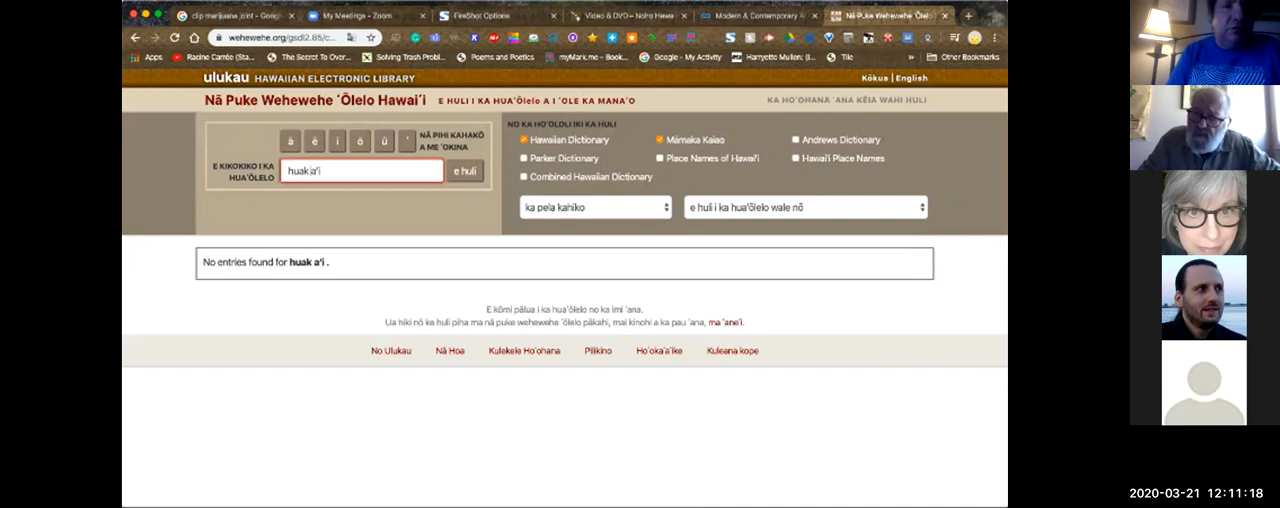 clip marijuana joint - Goog
My Meetings - Zoom
FireShot Options
Video & DVD – Noho Hewa
Modern & Contemporary A
Nā Puke Wehewehe ʻŌlelo
wehewehe.org/gsdl2.85/c...
Apps
Racine Carrée (Sta...
The Secret To Over...
Solving Trash Probl...
Poems and Poetics
myMark.me – Book...
Google - My Activity
Harryette Mullen: (I...
Tile
»
Other Bookmarks
ulukau HAWAIIAN ELECTRONIC LIBRARY
Kōkua | English
Nā Puke Wehewehe ʻŌlelo Hawaiʻi E HULI I KA HUAʻŌlelo A I ʻOLE KA MANAʻO
KA HOʻOHANA ʻANA KĒIA WAHI HULI
ā ē ī ō ū ʻ
NĀ PIHI KAHAKŌ
A ME ʻOKINA
E KIKOKIKO I KA
HUAʻŌLELO
huak aʻi
e huli
NO KA HOʻOLOLI IKI KA HULI
Hawaiian Dictionary
Māmaka Kaiao
Andrews Dictionary
Parker Dictionary
Place Names of Hawaiʻi
Hawaiʻi Place Names
Combined Hawaiian Dictionary
ka pela kahiko
e huli i ka huaʻōlelo wale nō
No entries found for huak aʻi .
E kōmi pālua i ka huaʻōlelo no ka imi ʻana.
Ua hiki nō ke huli piha ma nā puke wehewehe ʻōlelo pākahi, mai kinohi a ka pau ʻana, ma ʻaneʻi.
No Ulukau
Nā Hoa
Kulekele Hoʻohana
Pilikino
Hoʻokaʻaʻike
Kuleana kope
2020-03-21 12:11:18